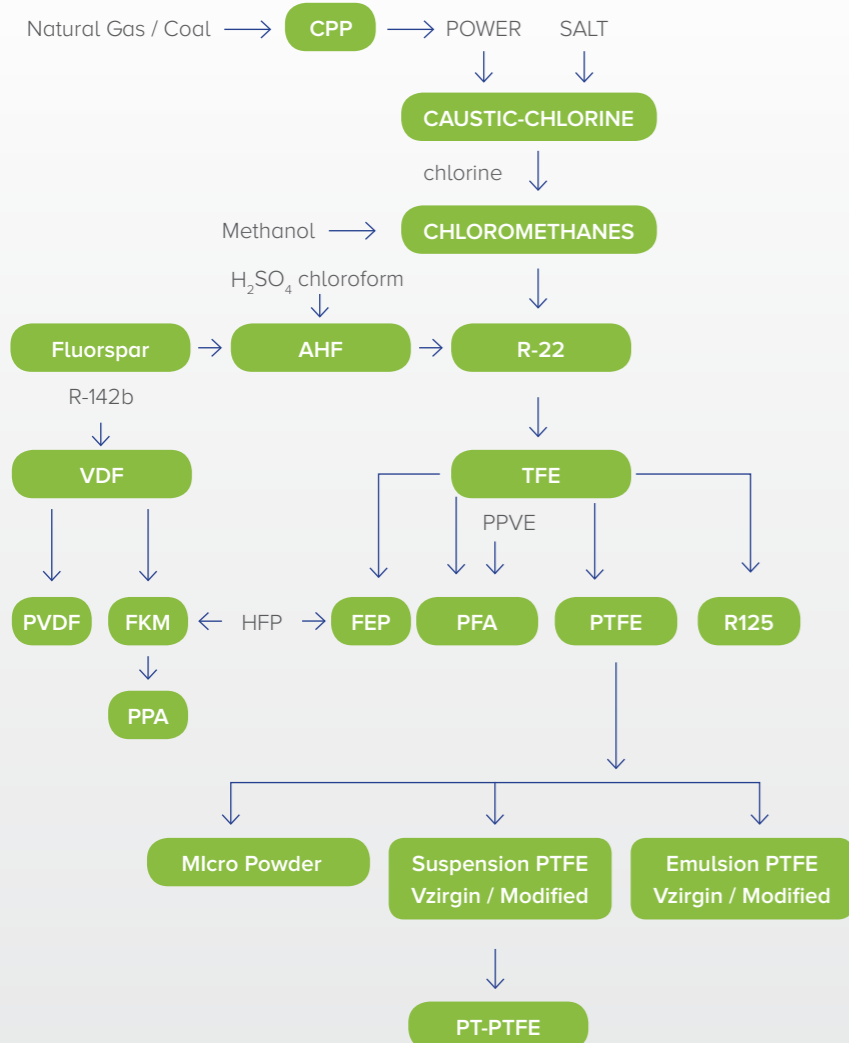 Natural Gas / Coal
CPP
POWER
SALT
CAUSTIC-CHLORINE
chlorine
Methanol
CHLOROMETHANES
H₂SO₄ chloroform
Fluorspar
AHF
R-22
R-142b
VDF
TFE
PPVE
PVDF
FKM
HFP
FEP
PFA
PTFE
R125
PPA
MIcro Powder
Suspension PTFE
Vzirgin / Modified
Emulsion PTFE
Vzirgin / Modified
PT-PTFE